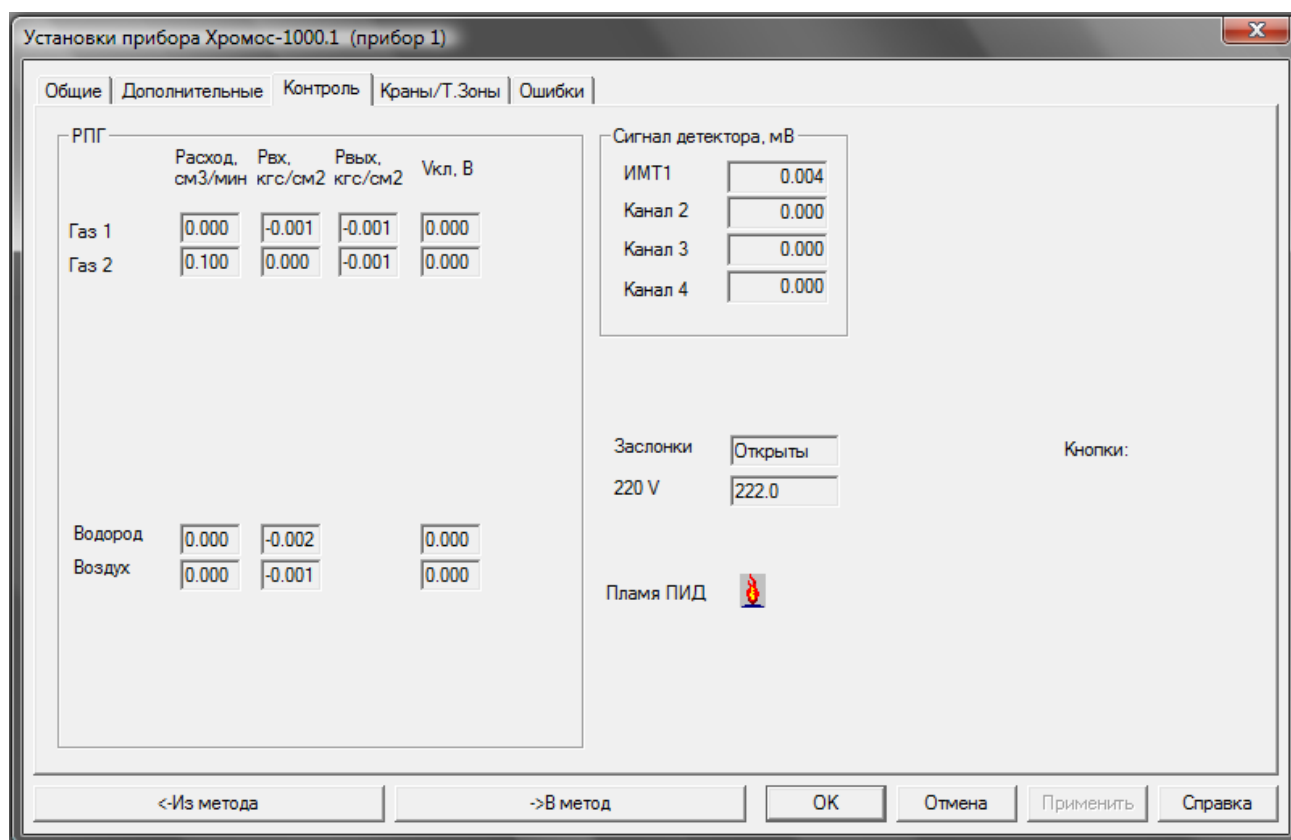 Установки прибора Хромос-1000.1 (прибор 1)
Общие Дополнительные Контроль Краны/Т.Зоны Ошибки
РПГ
Расход, Рвх, Рвых, Vкл, В
см3/мин кгс/см2 кгс/см2
Газ 1 0.000 -0.001 -0.001 0.000
Газ 2 0.100 0.000 -0.001 0.000
Водород 0.000 -0.002 0.000
Воздух 0.000 -0.001 0.000
Сигнал детектора, мВ
ИМТ1 0.004
Канал 2 0.000
Канал 3 0.000
Канал 4 0.000
Заслонки Открыты Кнопки:
220 V 222.0
Пламя ПИД
<-Из метода ->В метод OK Отмена Применить Справка